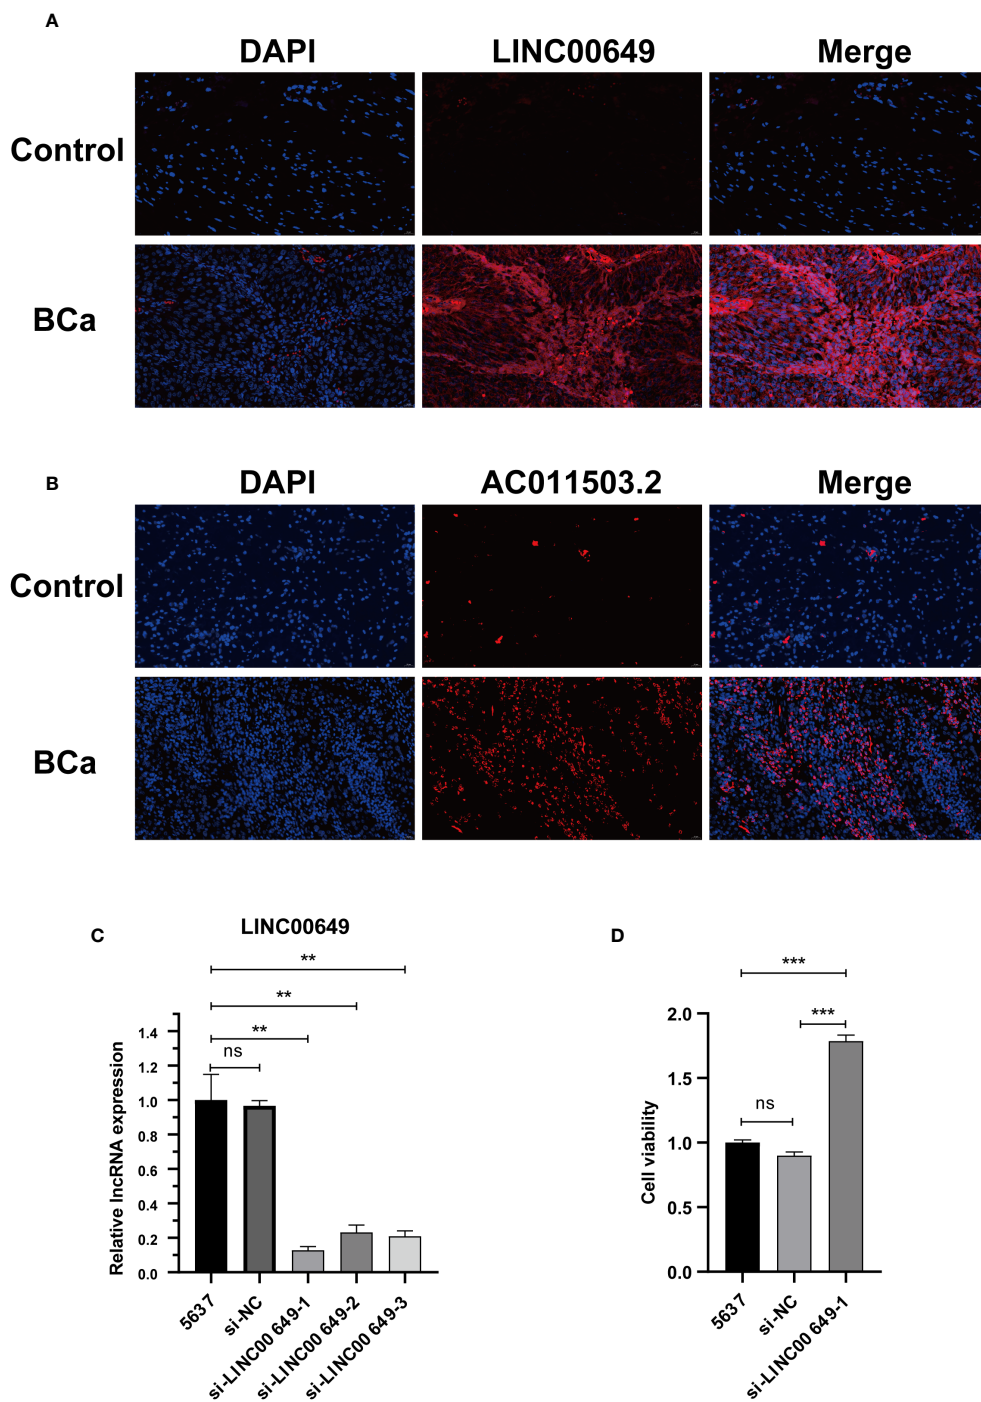 A
DAPI LINC00649 Merge
Control
BCa
B
DAPI AC011503.2 Merge
Control
BCa
C
LINC00649
**
**
**
ns
Relative lncRNA expression
1.4
1.2
1.0
0.8
0.6
0.4
0.2
0.0
5637
si-NC
si-LINC00 649-1
si-LINC00 649-2
si-LINC00 649-3
D
***
***
ns
Cell viability
2.0
1.5
1.0
0.5
0.0
5637
si-NC
si-LINC00 649-1